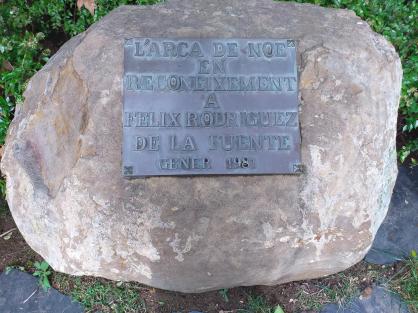 L'ARCA DE NOE
EN
RECONEIXEMENT
A
FELIX RODRIGUEZ
DE LA FUENTE
GENER 1981